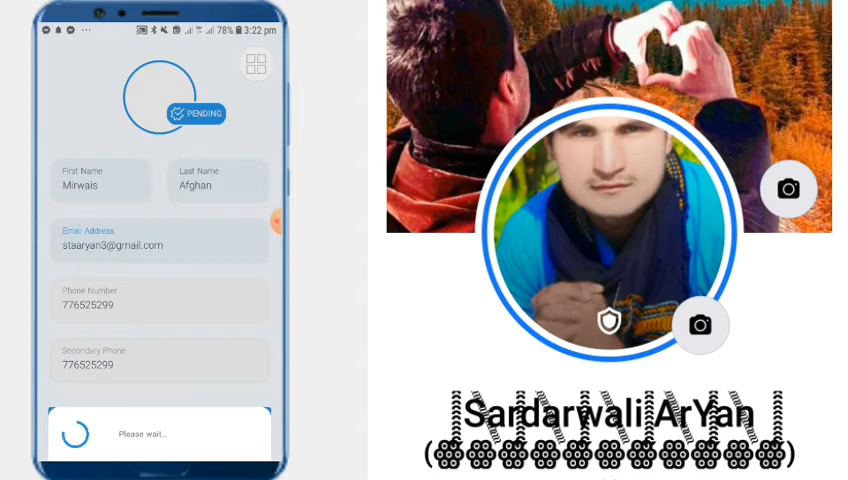 78% 3:22 pm
PENDING
First Name
Mirwais
Last Name
Afghan
Email Address
staaryan3@gmail.com
Phone Number
776525299
Secondary Phone
776525299
Please wait...
Sardarwali ArYan